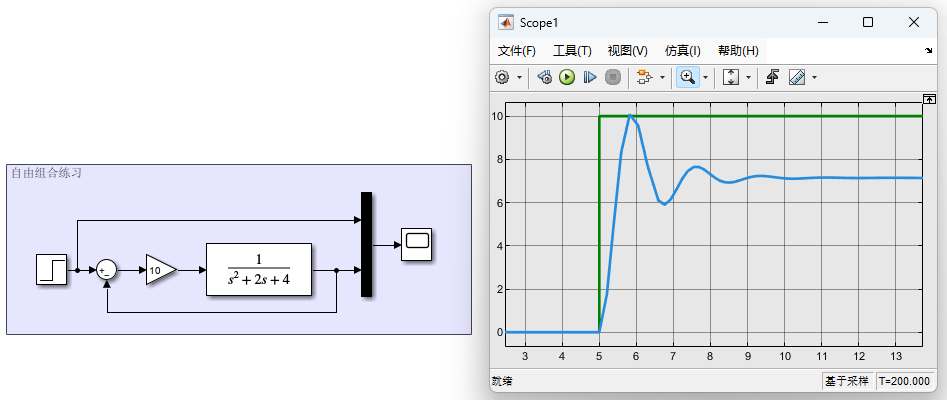 Scope1
文件(F) 工具(T) 视图(V) 仿真(I) 帮助(H)
自由组合练习
+
_
10
1
s² + 2s + 4
10
8
6
4
2
0
3 4 5 6 7 8 9 10 11 12 13
就绪 基于采样 T=200.000